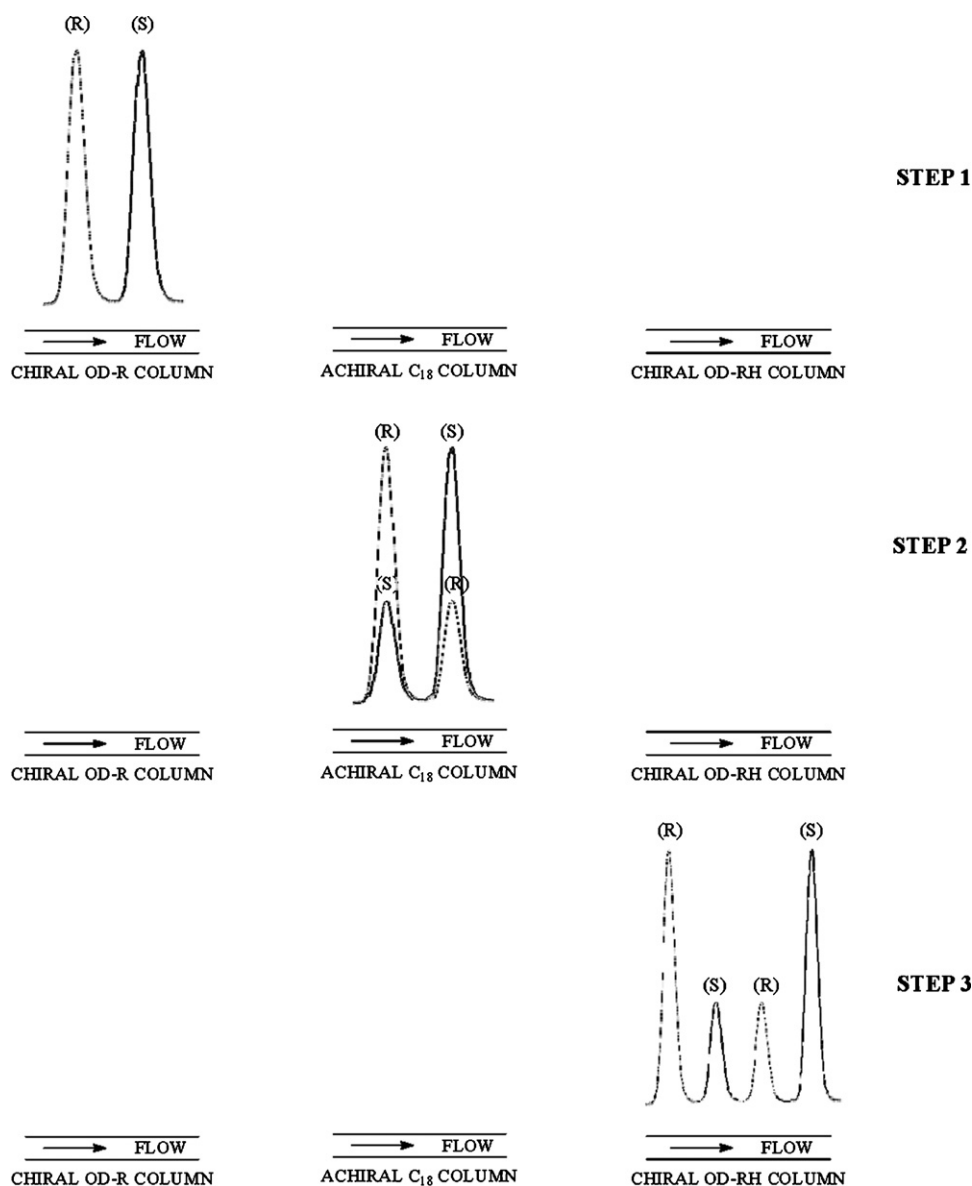 (R) (S)
STEP 1
FLOW FLOW FLOW
CHIRAL OD-R COLUMN ACHIRAL C₁₈ COLUMN CHIRAL OD-RH COLUMN
(R) (S)
STEP 2
(S) (R)
FLOW FLOW FLOW
CHIRAL OD-R COLUMN ACHIRAL C₁₈ COLUMN CHIRAL OD-RH COLUMN
(R) (S)
(S) (R) STEP 3
FLOW FLOW FLOW
CHIRAL OD-R COLUMN ACHIRAL C₁₈ COLUMN CHIRAL OD-RH COLUMN